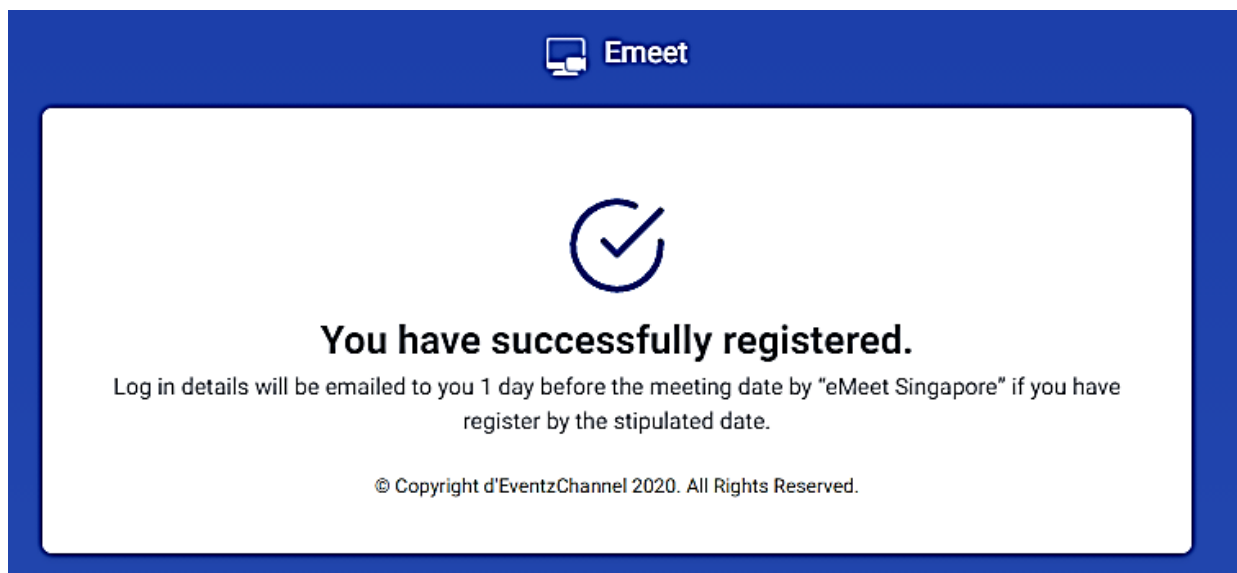 Emeet
You have successfully registered.
Log in details will be emailed to you 1 day before the meeting date by “eMeet Singapore” if you have
register by the stipulated date.
© Copyright d'EventzChannel 2020. All Rights Reserved.